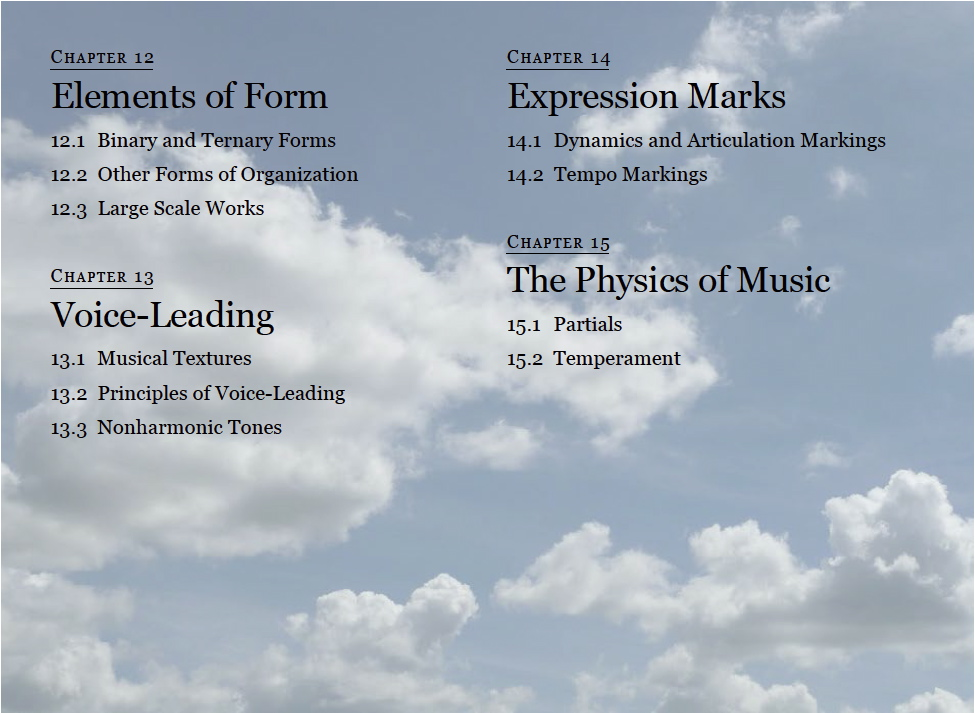 Chapter 12
Elements of Form
12.1 Binary and Ternary Forms
12.2 Other Forms of Organization
12.3 Large Scale Works
Chapter 13
Voice-Leading
13.1 Musical Textures
13.2 Principles of Voice-Leading
13.3 Nonharmonic Tones
Chapter 14
Expression Marks
14.1 Dynamics and Articulation Markings
14.2 Tempo Markings
Chapter 15
The Physics of Music
15.1 Partials
15.2 Temperament